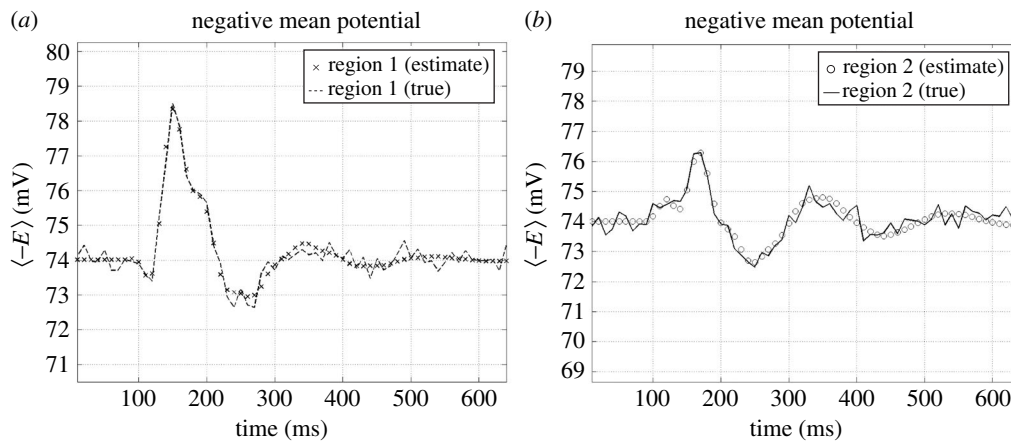 (a) negative mean potential
80
79
78
77
76
75
74
73
72
71
⟨–E⟩ (mV)
× region 1 (estimate)
---- region 1 (true)
100 200 300 400 500 600
time (ms)
(b) negative mean potential
79
78
77
76
75
74
73
72
71
70
69
⟨–E⟩ (mV)
○ region 2 (estimate)
— region 2 (true)
100 200 300 400 500 600
time (ms)